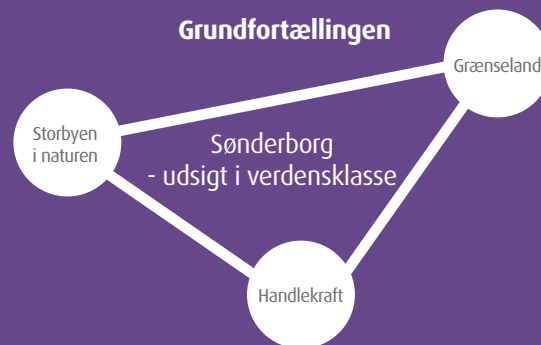 Grundfortællingen
Grænseland
Storbyen
i naturen
Sønderborg
- udsigt i verdensklasse
Handlekraft